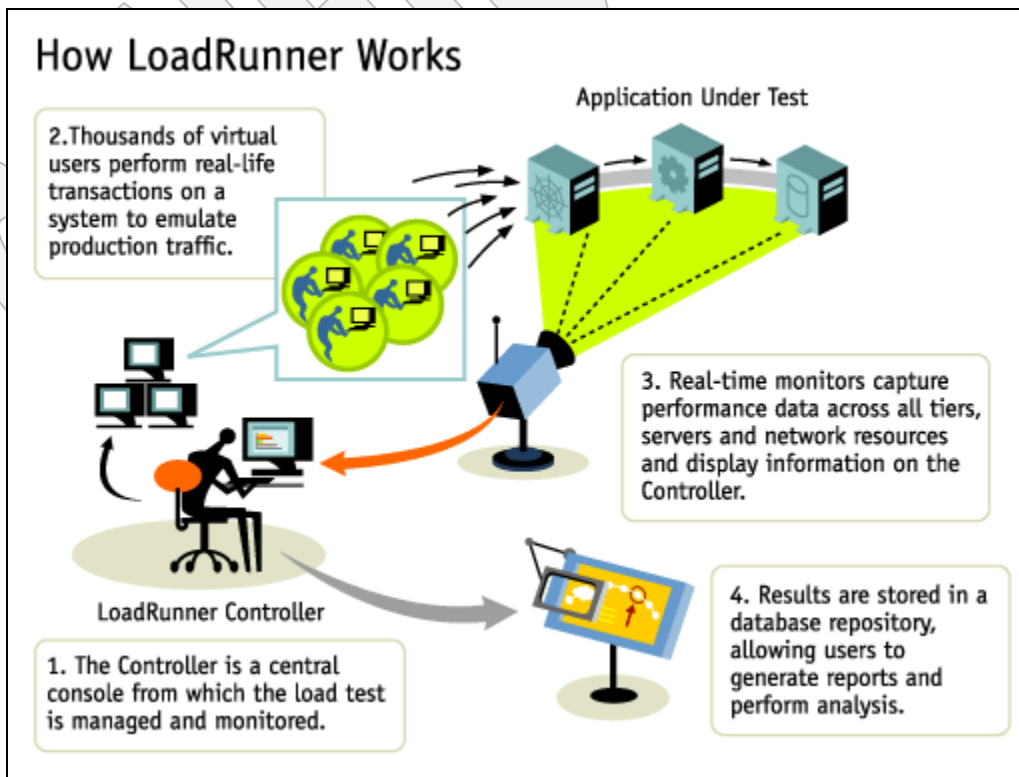 How LoadRunner Works
Application Under Test
2.Thousands of virtual
users perform real-life
transactions on a
system to emulate
production traffic.
3. Real-time monitors capture
performance data across all tiers,
servers and network resources
and display information on the
Controller.
LoadRunner Controller
1. The Controller is a central
console from which the load test
is managed and monitored.
4. Results are stored in a
database repository,
allowing users to
generate reports and
perform analysis.